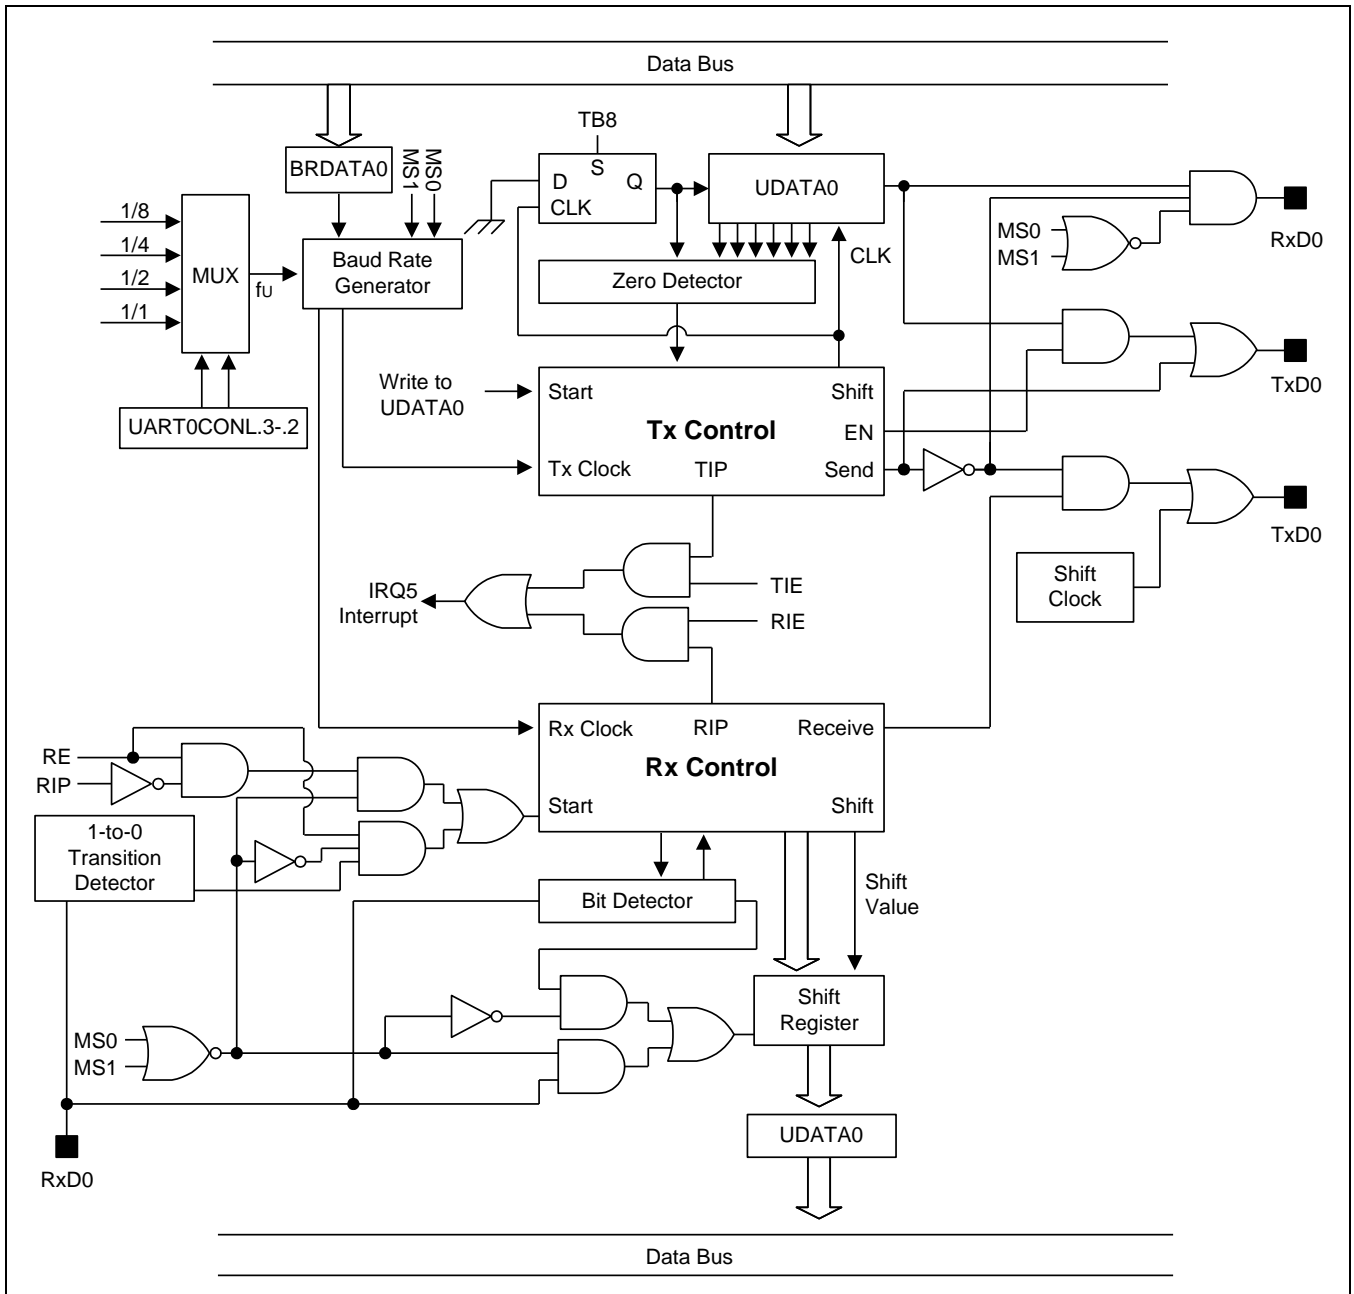 Data Bus
TB8
BRDATA0
MS1
MS0
D
S
Q
CLK
UDATA0
1/8
1/4
1/2
1/1
MUX
fU
Baud Rate
Generator
Zero Detector
CLK
MS0
MS1
RxD0
UART0CONL.3-.2
Write to
UDATA0
Start
Shift
Tx Control
EN
Tx Clock
TIP
Send
TxD0
TxD0
Shift
Clock
IRQ5
Interrupt
TIE
RIE
RE
RIP
Rx Clock
RIP
Receive
Rx Control
Start
Shift
1-to-0
Transition
Detector
Bit Detector
Shift
Value
MS0
MS1
Shift
Register
UDATA0
RxD0
Data Bus